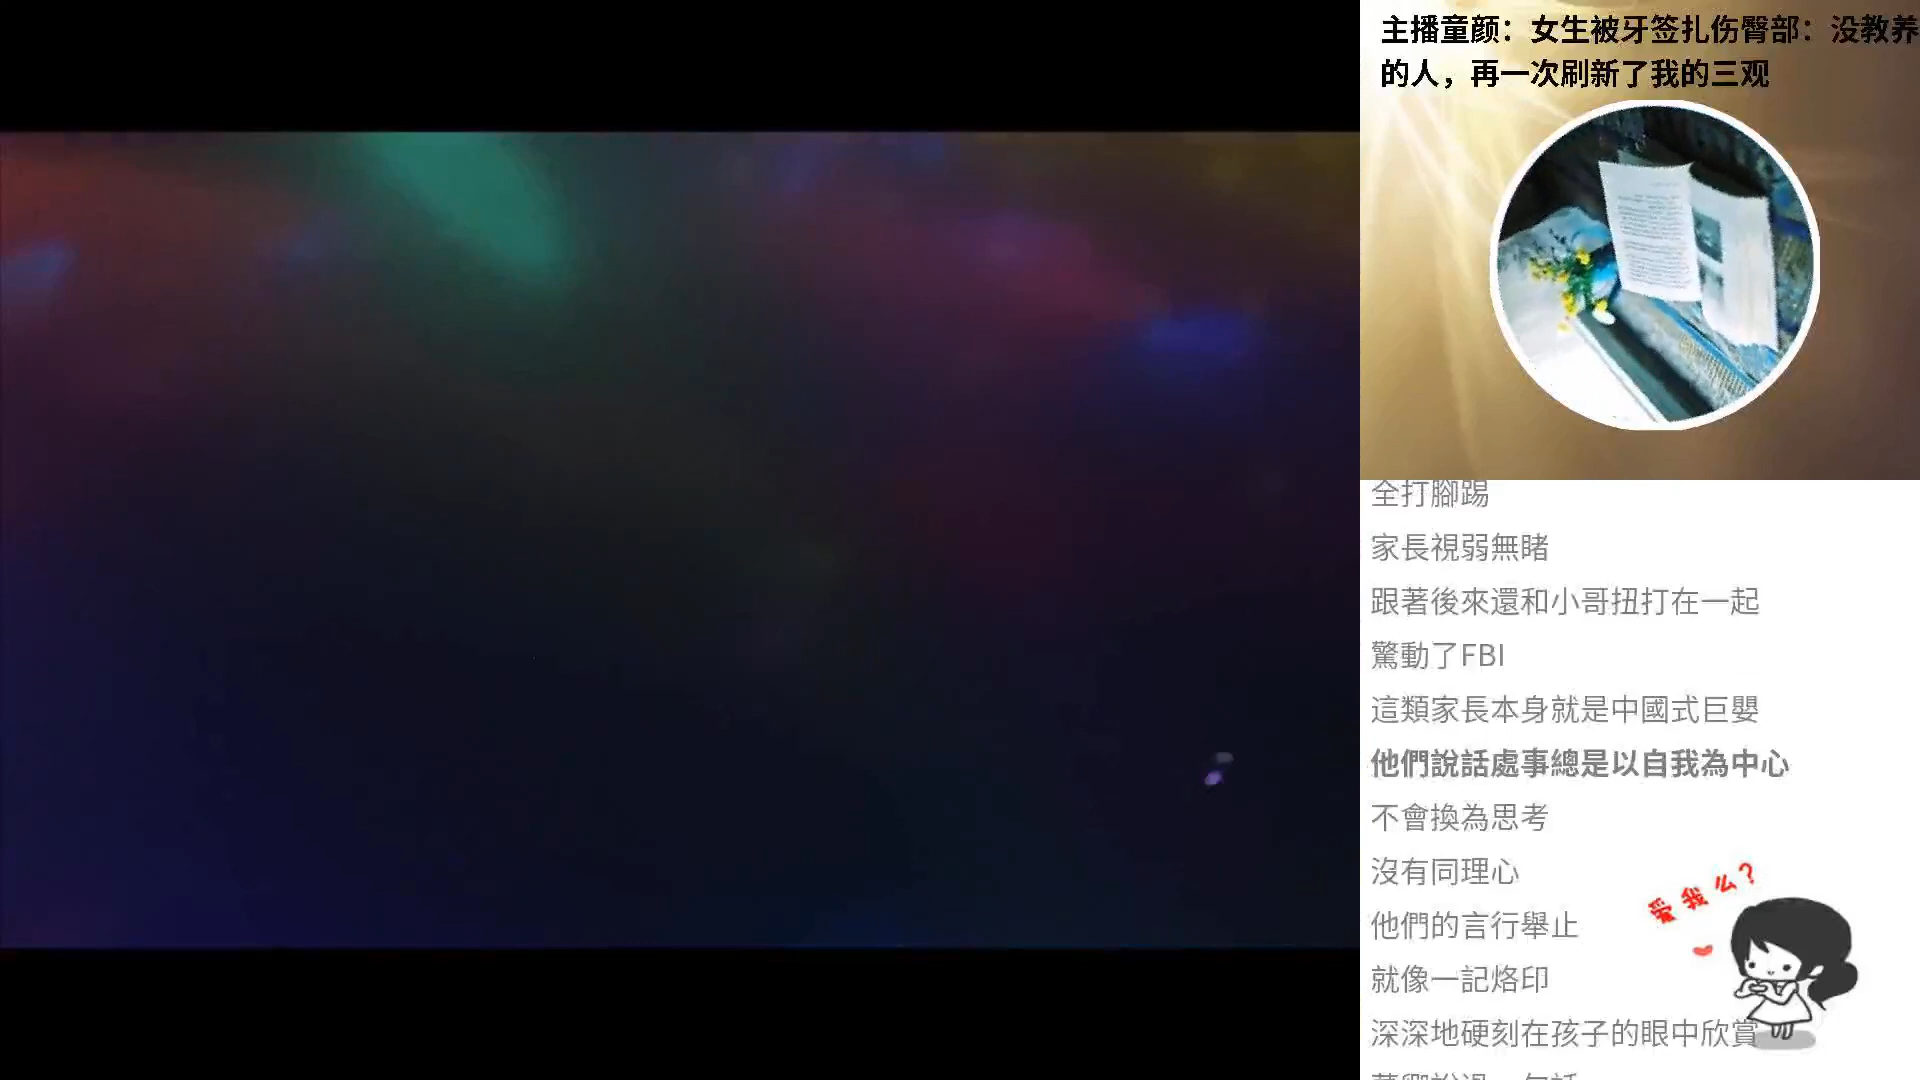 主播童颜：女生被牙签扎伤臀部：没教养
的人，再一次刷新了我的三观
全打腳踢
家長視弱無睹
跟著後來還和小哥扭打在一起
驚動了FBI
這類家長本身就是中國式巨嬰
他們說話處事總是以自我為中心
不會換為思考
沒有同理心
他們的言行舉止
就像一記烙印
深深地硬刻在孩子的眼中欣賞
爱我么？